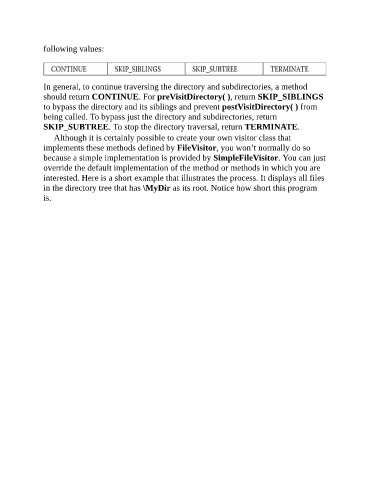 following values:
CONTINUE SKIP_SIBLINGS SKIP_SUBTREE TERMINATE
In general, to continue traversing the directory and subdirectories, a method
should return CONTINUE. For preVisitDirectory( ), return SKIP_SIBLINGS
to bypass the directory and its siblings and prevent postVisitDirectory( ) from
being called. To bypass just the directory and subdirectories, return
SKIP_SUBTREE. To stop the directory traversal, return TERMINATE.
Although it is certainly possible to create your own visitor class that
implements these methods defined by FileVisitor, you won’t normally do so
because a simple implementation is provided by SimpleFileVisitor. You can just
override the default implementation of the method or methods in which you are
interested. Here is a short example that illustrates the process. It displays all files
in the directory tree that has \MyDir as its root. Notice how short this program
is.